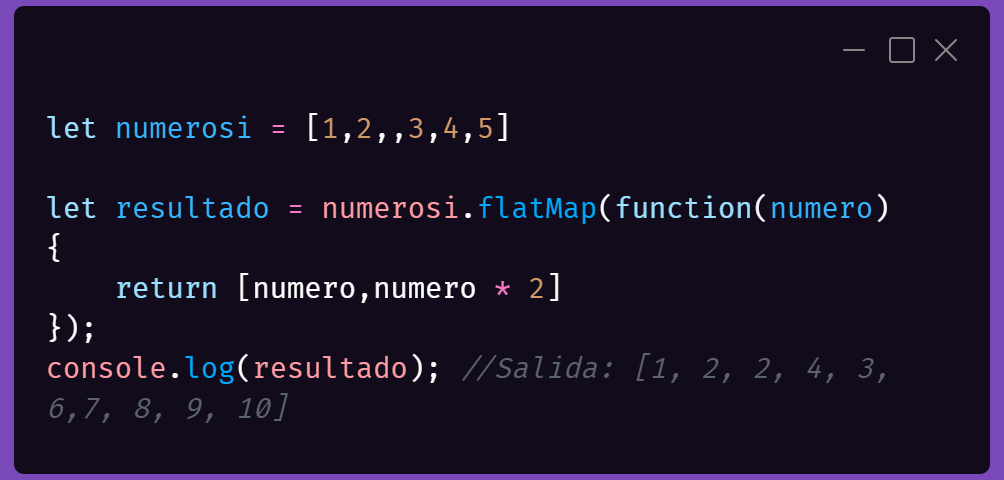 let numerosi = [1,2,,3,4,5]
let resultado = numerosi.flatMap(function(numero)
{
    return [numero,numero * 2]
});
console.log(resultado); //Salida: [1, 2, 2, 4, 3,
6,7, 8, 9, 10]